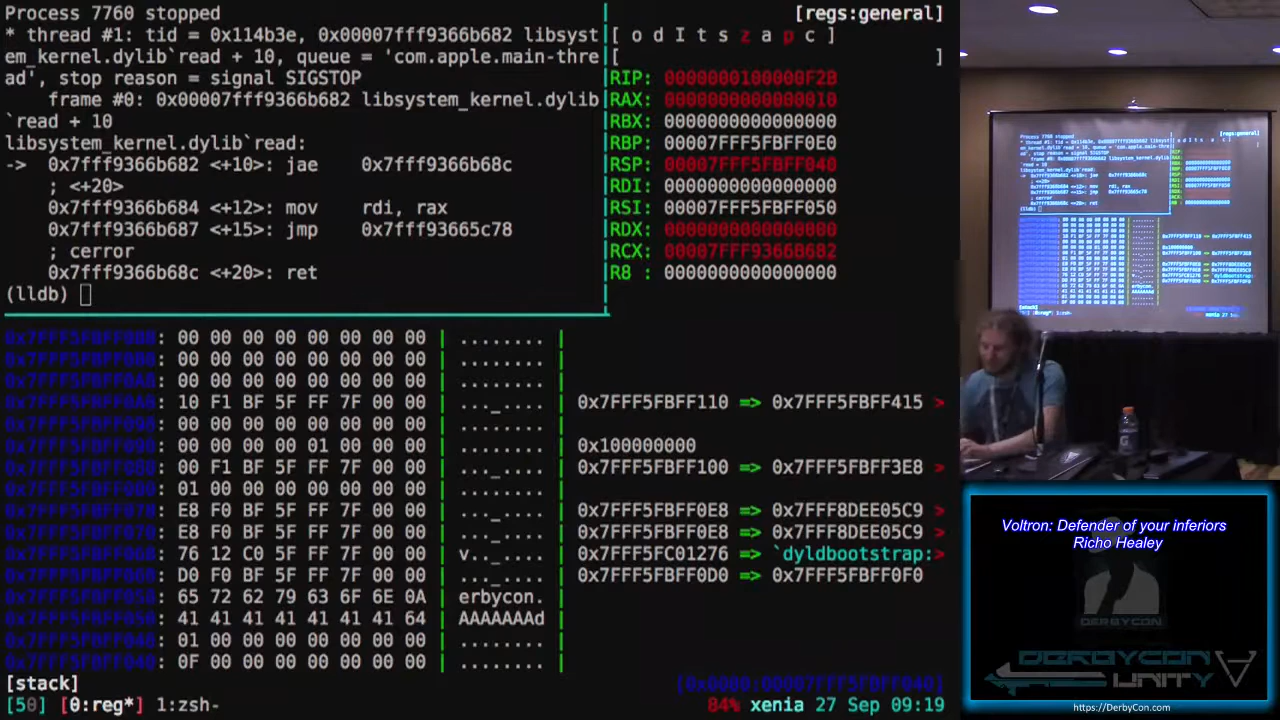 Process 7760 stopped
* thread #1: tid = 0x114b3e, 0x00007fff9366b682 libsyst
em_kernel.dylib`read + 10, queue = 'com.apple.main-thre
ad', stop reason = signal SIGSTOP
frame #0: 0x00007fff9366b682 libsystem_kernel.dylib
`read + 10
libsystem_kernel.dylib`read:
-> 0x7fff9366b682 <+10>: jae 0x7fff9366b68c
; <+20>
0x7fff9366b684 <+12>: mov rdi, rax
0x7fff9366b687 <+15>: jmp 0x7fff93665c78
; cerror
0x7fff9366b68c <+20>: ret
(lldb)
[regs:general]
[ o d I t s z a p c ]
[ ]
RIP: 0000000100000F2B
RAX: 0000000000000010
RBX: 0000000000000000
RBP: 00007FFF5FBFF0E0
RSP: 00007FFF5FBFF040
RDI: 0000000000000000
RSI: 00007FFF5FBFF050
RDX: 0000000000000000
RCX: 00007FFF9366B682
R8 : 0000000000000000
00 00 00 00 00 00 00 00 | ........ |
00 00 00 00 00 00 00 00 | ........ |
00 00 00 00 00 00 00 00 | ........ |
10 F1 BF 5F FF 7F 00 00 | ..._.... | 0x7FFF5FBFF110 => 0x7FFF5FBFF415 >
00 00 00 00 00 00 00 00 | ........ |
00 00 00 00 01 00 00 00 | ........ | 0x100000000
00 F1 BF 5F FF 7F 00 00 | ..._.... | 0x7FFF5FBFF100 => 0x7FFF5FBFF3E8 >
01 00 00 00 00 00 00 00 | ........ |
E8 F0 BF 5F FF 7F 00 00 | ..._.... | 0x7FFF5FBFF0E8 => 0x7FFF8DEE05C9 >
E8 F0 BF 5F FF 7F 00 00 | ..._.... | 0x7FFF5FBFF0E8 => 0x7FFF8DEE05C9 >
76 12 C0 5F FF 7F 00 00 | v.._.... | 0x7FFF5FC01276 => `dyldbootstrap:>
D0 F0 BF 5F FF 7F 00 00 | ..._.... | 0x7FFF5FBFF0D0 => 0x7FFF5FBFF0F0
65 72 62 79 63 6F 6E 0A | erbycon. |
41 41 41 41 41 41 41 64 | AAAAAAAd |
01 00 00 00 00 00 00 00 | ........ |
0x7FFF5FBFF040: 0F 00 00 00 00 00 00 00 | ........ |
[stack] [0x0000:00007FFF5FBFF040]
[50] [0:reg*] 1:zsh- 84% xenia 27 Sep 09:19
Voltron: Defender of your inferiors
Richo Healey
DERBYCON
DERBYCON
UNITY
https://DerbyCon.com